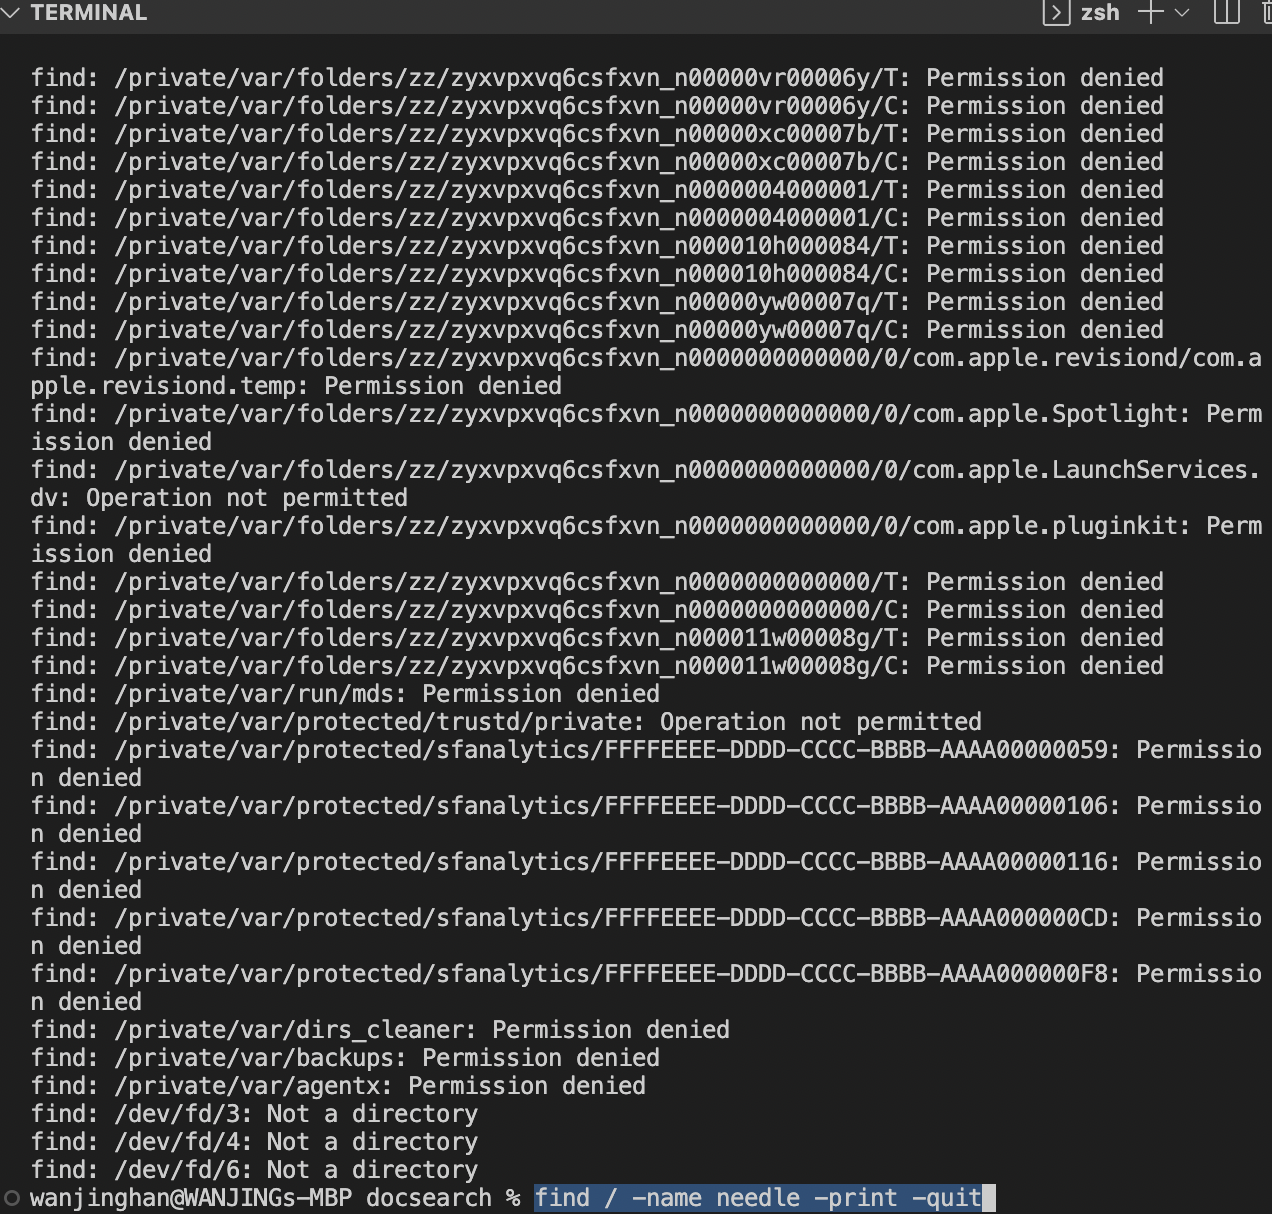 TERMINAL
zsh
find: /private/var/folders/zz/zyxvpxvq6csfxvn_n00000vr00006y/T: Permission denied
find: /private/var/folders/zz/zyxvpxvq6csfxvn_n00000vr00006y/C: Permission denied
find: /private/var/folders/zz/zyxvpxvq6csfxvn_n00000xc00007b/T: Permission denied
find: /private/var/folders/zz/zyxvpxvq6csfxvn_n00000xc00007b/C: Permission denied
find: /private/var/folders/zz/zyxvpxvq6csfxvn_n0000004000001/T: Permission denied
find: /private/var/folders/zz/zyxvpxvq6csfxvn_n0000004000001/C: Permission denied
find: /private/var/folders/zz/zyxvpxvq6csfxvn_n000010h000084/T: Permission denied
find: /private/var/folders/zz/zyxvpxvq6csfxvn_n000010h000084/C: Permission denied
find: /private/var/folders/zz/zyxvpxvq6csfxvn_n00000yw00007q/T: Permission denied
find: /private/var/folders/zz/zyxvpxvq6csfxvn_n00000yw00007q/C: Permission denied
find: /private/var/folders/zz/zyxvpxvq6csfxvn_n0000000000000/0/com.apple.revisiond/com.a
pple.revisiond.temp: Permission denied
find: /private/var/folders/zz/zyxvpxvq6csfxvn_n0000000000000/0/com.apple.Spotlight: Perm
ission denied
find: /private/var/folders/zz/zyxvpxvq6csfxvn_n0000000000000/0/com.apple.LaunchServices.
dv: Operation not permitted
find: /private/var/folders/zz/zyxvpxvq6csfxvn_n0000000000000/0/com.apple.pluginkit: Perm
ission denied
find: /private/var/folders/zz/zyxvpxvq6csfxvn_n0000000000000/T: Permission denied
find: /private/var/folders/zz/zyxvpxvq6csfxvn_n0000000000000/C: Permission denied
find: /private/var/folders/zz/zyxvpxvq6csfxvn_n000011w00008g/T: Permission denied
find: /private/var/folders/zz/zyxvpxvq6csfxvn_n000011w00008g/C: Permission denied
find: /private/var/run/mds: Permission denied
find: /private/var/protected/trustd/private: Operation not permitted
find: /private/var/protected/sfanalytics/FFFFEEEE-DDDD-CCCC-BBBB-AAAA00000059: Permissio
n denied
find: /private/var/protected/sfanalytics/FFFFEEEE-DDDD-CCCC-BBBB-AAAA00000106: Permissio
n denied
find: /private/var/protected/sfanalytics/FFFFEEEE-DDDD-CCCC-BBBB-AAAA00000116: Permissio
n denied
find: /private/var/protected/sfanalytics/FFFFEEEE-DDDD-CCCC-BBBB-AAAA000000CD: Permissio
n denied
find: /private/var/protected/sfanalytics/FFFFEEEE-DDDD-CCCC-BBBB-AAAA000000F8: Permissio
n denied
find: /private/var/dirs_cleaner: Permission denied
find: /private/var/backups: Permission denied
find: /private/var/agentx: Permission denied
find: /dev/fd/3: Not a directory
find: /dev/fd/4: Not a directory
find: /dev/fd/6: Not a directory
wanjinghan@WANJINGs-MBP docsearch % find / -name needle -print -quit